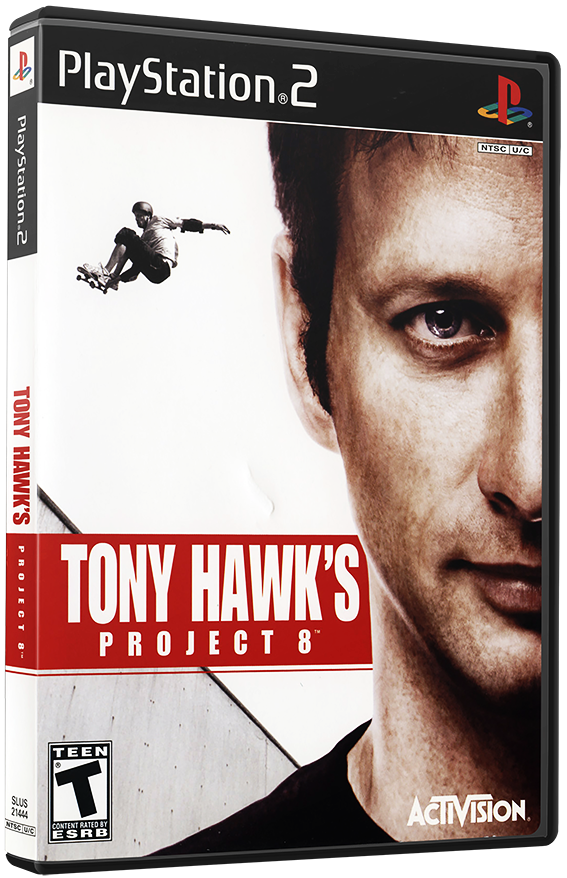 PlayStation®2
NTSC U/C
PlayStation®2
TONY HAWK'S
PROJECT 8™
TONY HAWK'S
PROJECT 8™
TEEN
T
CONTENT RATED BY
ESRB
ACTIVISION®
SLUS
21444
NTSC U/C